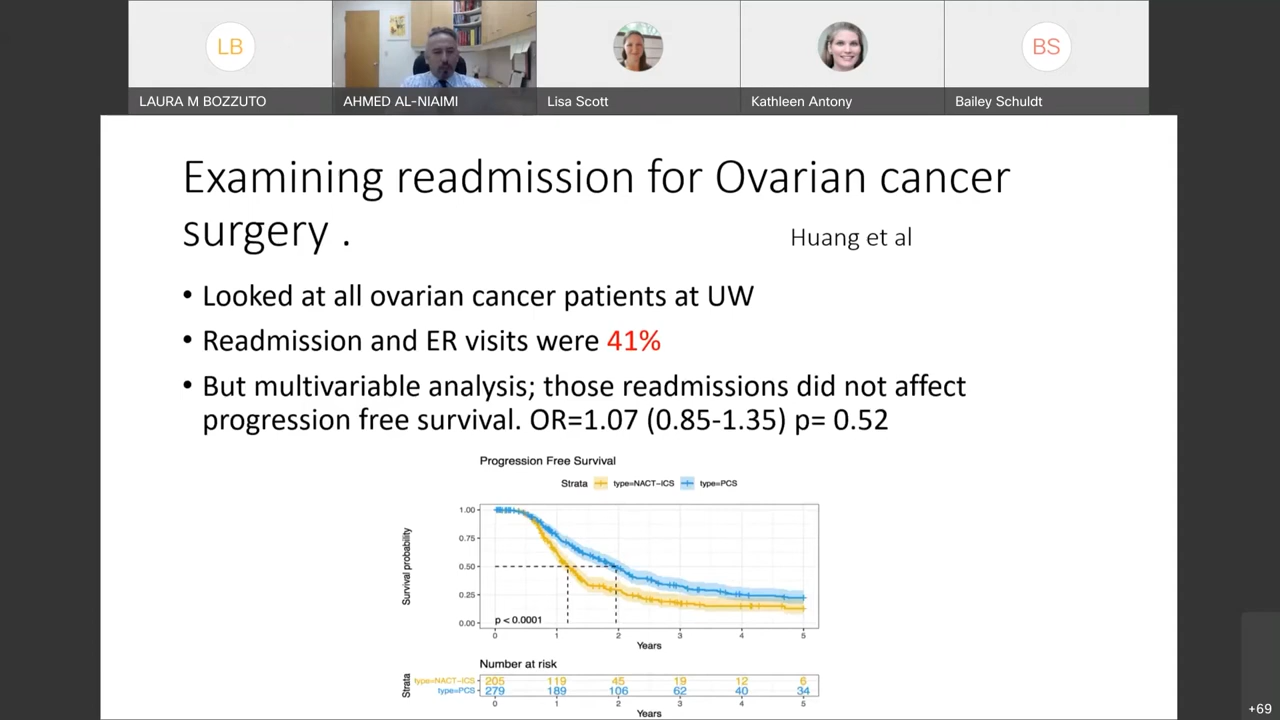 LB
BS
LAURA M BOZZUTO
AHMED AL-NIAIMI
Lisa Scott
Kathleen Antony
Bailey Schuldt
Examining readmission for Ovarian cancer
surgery .
Huang et al
• Looked at all ovarian cancer patients at UW
• Readmission and ER visits were 41%
• But multivariable analysis; those readmissions did not affect
progression free survival. OR=1.07 (0.85-1.35) p= 0.52
Progression Free Survival
Strata type=NACT-ICS type=PCS
Survival probability
1.00
0.75
0.50
0.25
0.00
p < 0.0001
0 1 2 3 4 5
Years
Number at risk
Strata
type=NACT-ICS 205 119 45 19 12 6
type=PCS 279 189 106 62 40 34
0 1 2 3 4 5
Years
+69